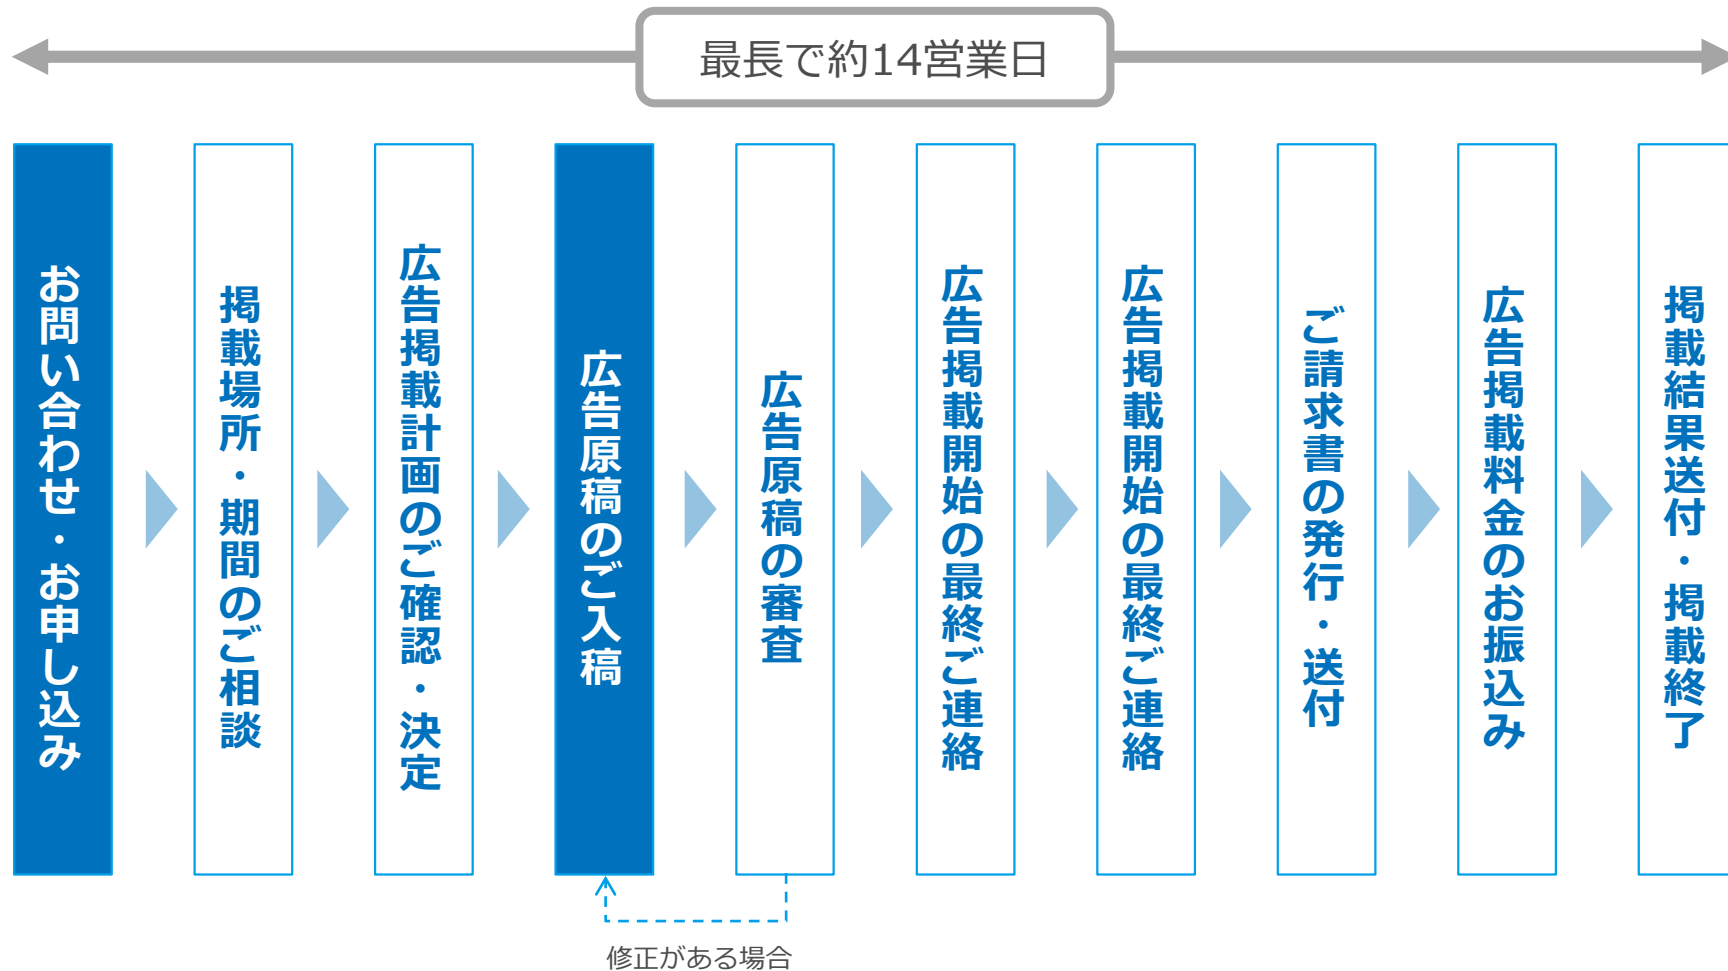 最長で約14営業日
お問い合わせ・お申し込み
掲載場所・期間のご相談
広告掲載計画のご確認・決定
広告原稿のご入稿
広告原稿の審査
広告掲載開始の最終ご連絡
広告掲載開始の最終ご連絡
ご請求書の発行・送付
広告掲載料金のお振込み
掲載結果送付・掲載終了
修正がある場合